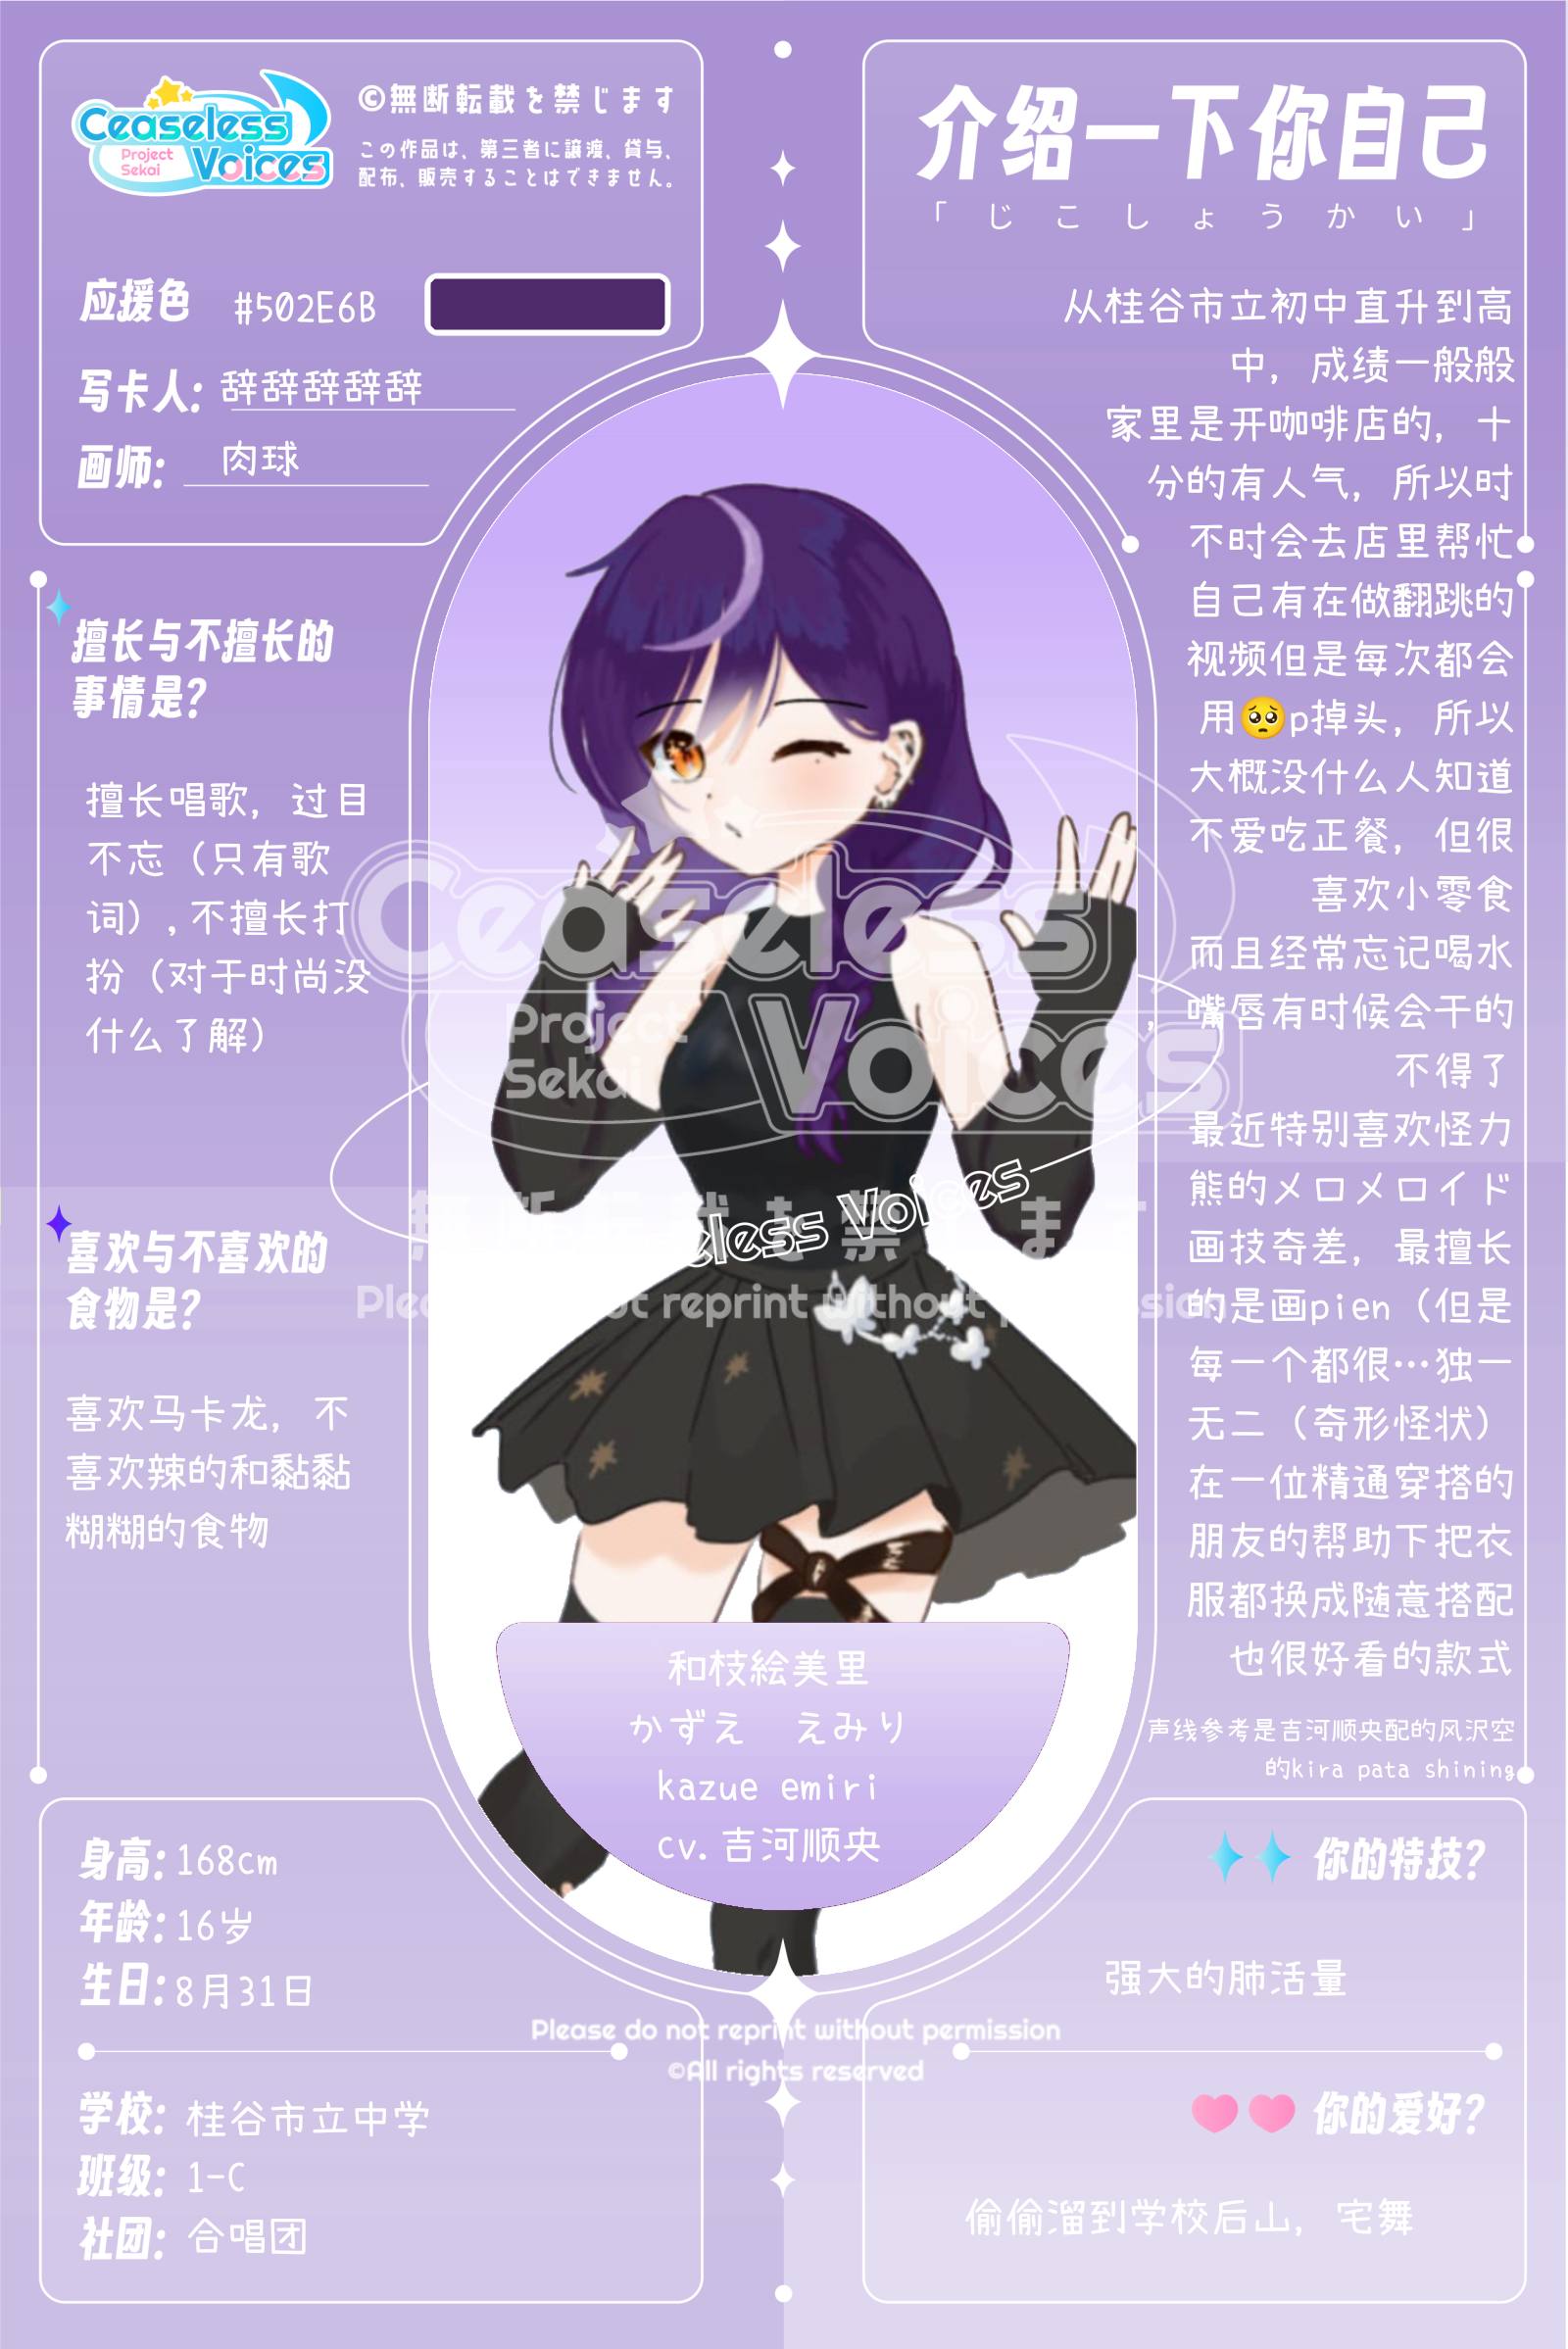 Ceaseless
Project
Sekai
Voices
©無断転載を禁じます
この作品は、第三者に譲渡、貸与、
配布、販売することはできません。
应援色 #502E6B
写卡人: 辞辞辞辞辞
画师: 肉球
介绍一下你自己
「じこしょうかい」
从桂谷市立初中直升到高
中，成绩一般般
家里是开咖啡店的，十
分的有人气，所以时
不时会去店里帮忙
自己有在做翻跳的
视频但是每次都会
用🥺p掉头，所以
大概没什么人知道
不爱吃正餐，但很
喜欢小零食
而且经常忘记喝水
，嘴唇有时候会干的
不得了
最近特别喜欢怪力
熊的メロメロイド
画技奇差，最擅长
的是画pien（但是
每一个都很…独一
无二（奇形怪状）
在一位精通穿搭的
朋友的帮助下把衣
服都换成随意搭配
也很好看的款式
声线参考是吉河顺央配的风沢空
的kira pata shining
擅长与不擅长的
事情是?
擅长唱歌，过目
不忘（只有歌
词）,不擅长打
扮（对于时尚没
什么了解）
喜欢与不喜欢的
食物是?
喜欢马卡龙，不
喜欢辣的和黏黏
糊糊的食物
Ceaseless
Project
Sekai
Voices
eless Voices
無断転載を禁じます
reprint without
和枝絵美里
かずえ えみり
kazue emiri
cv.吉河顺央
身高: 168cm
年龄: 16岁
生日: 8月31日
学校: 桂谷市立中学
班级: 1-C
社团: 合唱团
Please do not reprint without permission
©All rights reserved
你的特技?
强大的肺活量
你的爱好?
偷偷溜到学校后山，宅舞